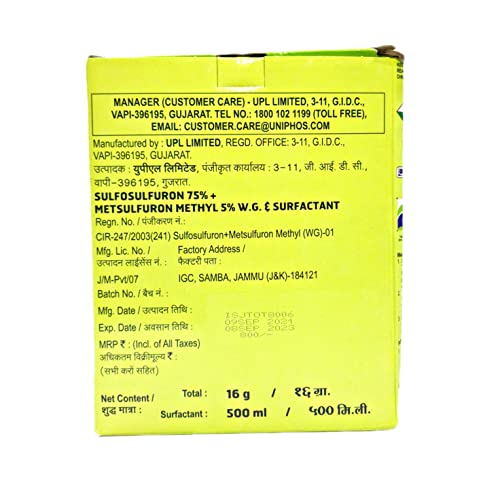 MANAGER (CUSTOMER CARE) - UPL LIMITED, 3-11, G.I.D.C.,
VAPI-396195, GUJARAT. TEL NO.: 1800 102 1199 (TOLL FREE),
EMAIL: CUSTOMER.CARE@UNIPHOS.COM
Manufactured by : UPL LIMITED, REGD. OFFICE: 3-11, G.I.D.C.,
VAPI-396195, GUJARAT.
उत्पादक : यूपीएल लिमिटेड, पंजीकृत कार्यालय : 3-11, जी. आई. डी. सी.,
वापी-396195, गुजरात.
SULFOSULFURON 75% +
METSULFURON METHYL 5% W.G. & SURFACTANT
Regn. No. / पंजीकरण नं.:
CIR-247/2003(241) Sulfosulfuron+Metsulfuron Methyl (WG)-01
Mfg. Lic. No. / Factory Address /
उत्पादन लाईसेंस नं.: फैक्टरी पता :
J/M-Pvt/07 IGC, SAMBA, JAMMU (J&K)-184121
Batch No. / बैच नं.: ISJTOT8006
Mfg. Date / उत्पादन तिथि : 09SEP 2021
Exp. Date / अवसान तिथि : 08SEP 2023
MRP ₹ : (Incl. of All Taxes) 800/-
अधिकतम विक्रीमूल्य ₹ :
(सभी करों सहित)
Net Content / Total : 16 g / १६ ग्रा.
शुद्ध मात्रा : Surfactant : 500 ml / ५०० मि.ली.